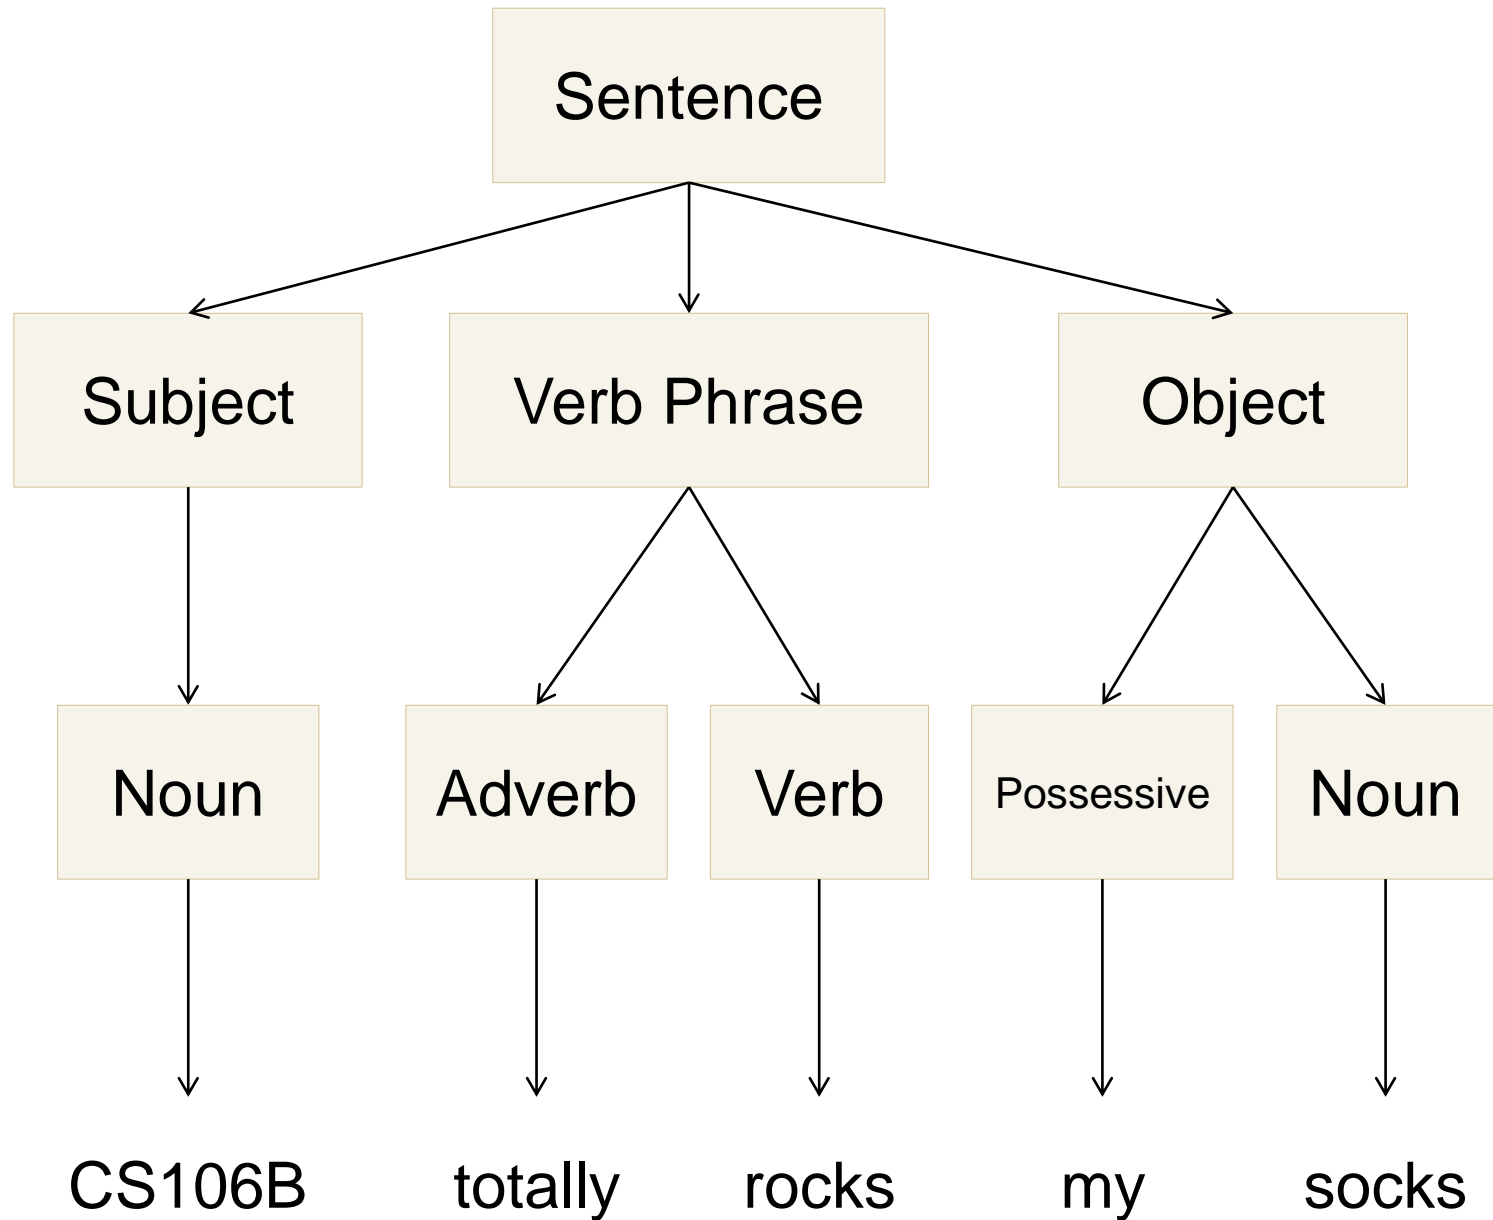 Sentence
Subject Verb Phrase Object
Noun Adverb Verb Possessive Noun
CS106B totally rocks my socks